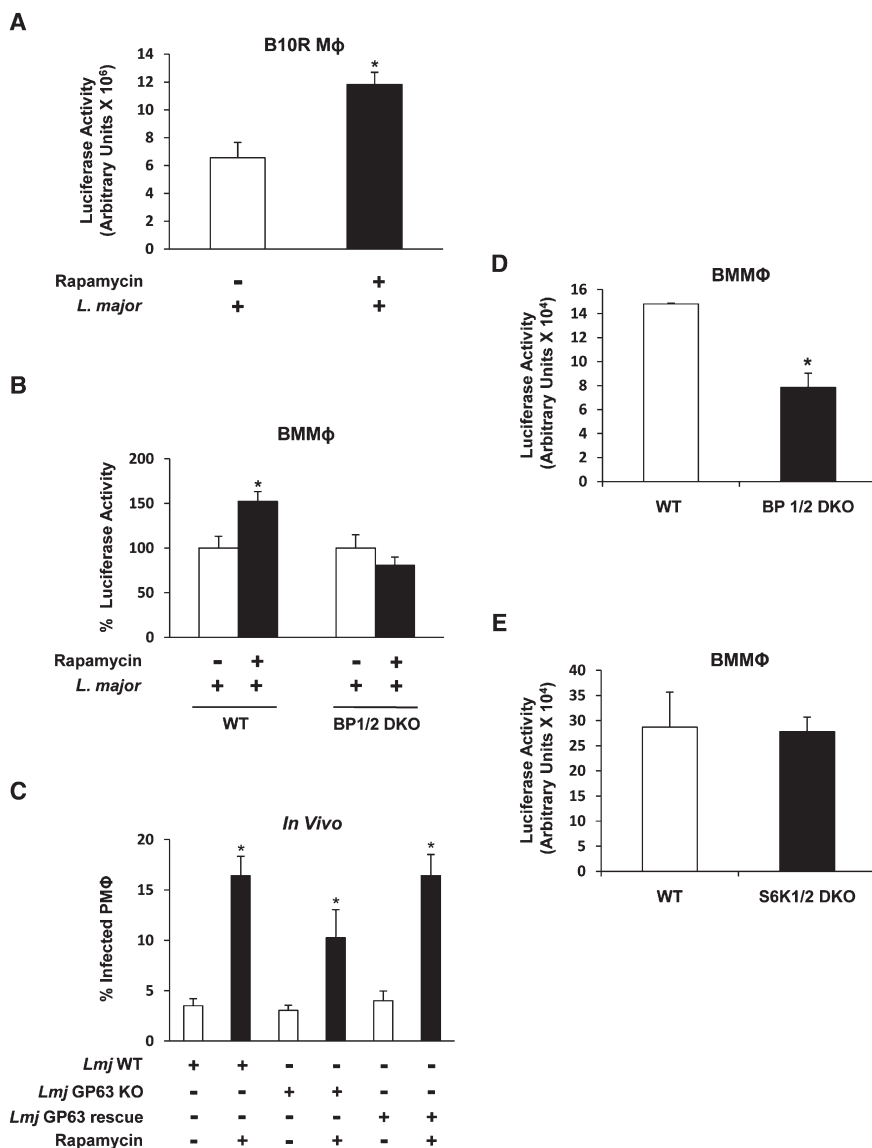 A
B10R Mϕ
Luciferase Activity
(Arbitrary Units X 10⁶)
14
12
10
8
6
4
2
0
*
Rapamycin - +
L. major + +
B
BMMϕ
% Luciferase Activity
200
150
100
50
0
*
Rapamycin - + - +
L. major + + + +
WT BP1/2 DKO
C
In Vivo
% Infected PMΦ
20
15
10
5
0
* * *
Lmj WT + + - - - -
Lmj GP63 KO - - + + - -
Lmj GP63 rescue - - - - + +
Rapamycin - + - + - +
D
BMMΦ
Luciferase Activity
(Arbitrary Units X 10⁴)
16
14
12
10
8
6
4
2
0
*
WT BP 1/2 DKO
E
BMMΦ
Luciferase Activity
(Arbitrary Units X 10⁴)
40
35
30
25
20
15
10
5
0
WT S6K1/2 DKO